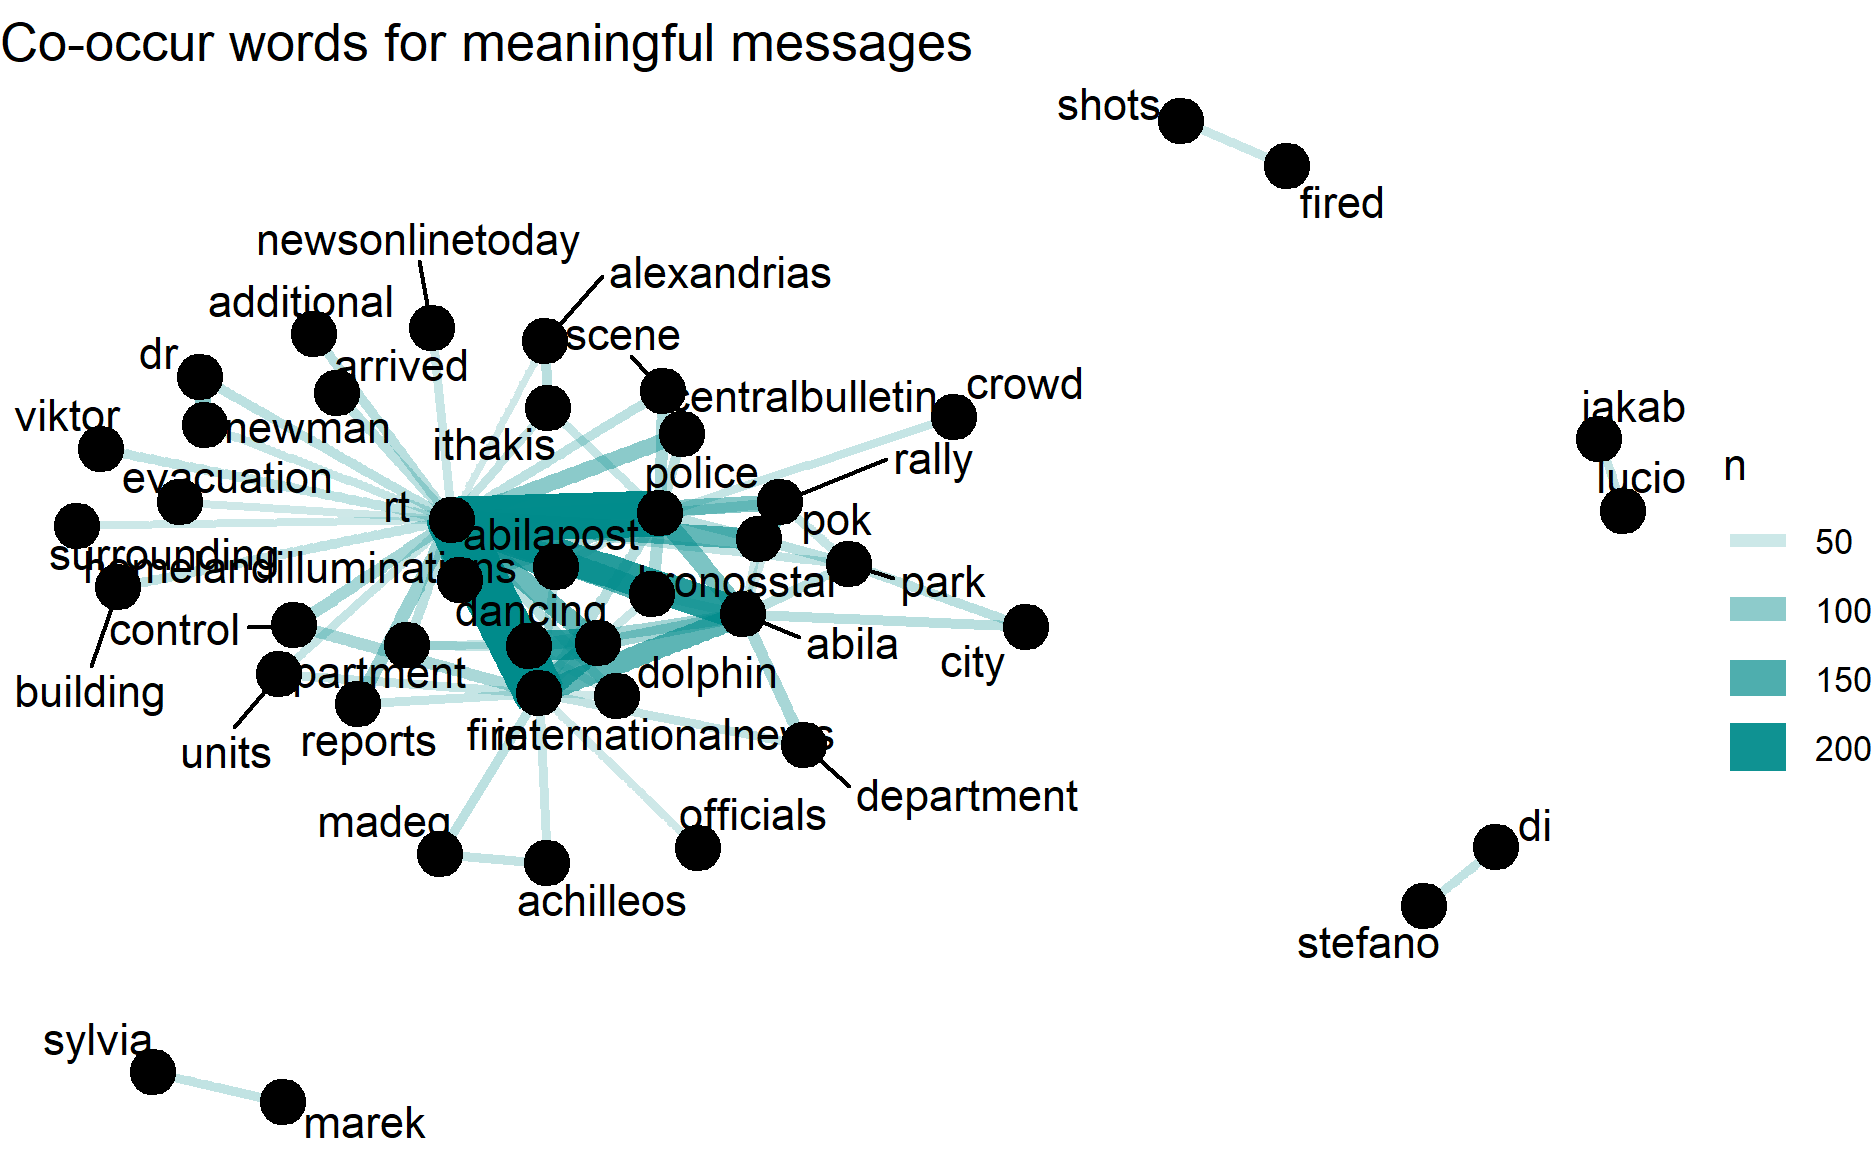 Co-occur words for meaningful messages
shots
fired
newsonlinetoday
alexandrias
additional
scene
dr
arrived
centralbulletin
crowd
viktor
newman
ithakis
rally
jakab
evacuation
police
lucio
n
rt
pok
abilapost
50
surrounding
homelandilluminations
kronosstar
park
dancing
100
control
abila
city
dolphin
150
building
units
reports
fire
internationalnews
200
department
madeg
officials
di
achilleos
stefano
sylvia
marek